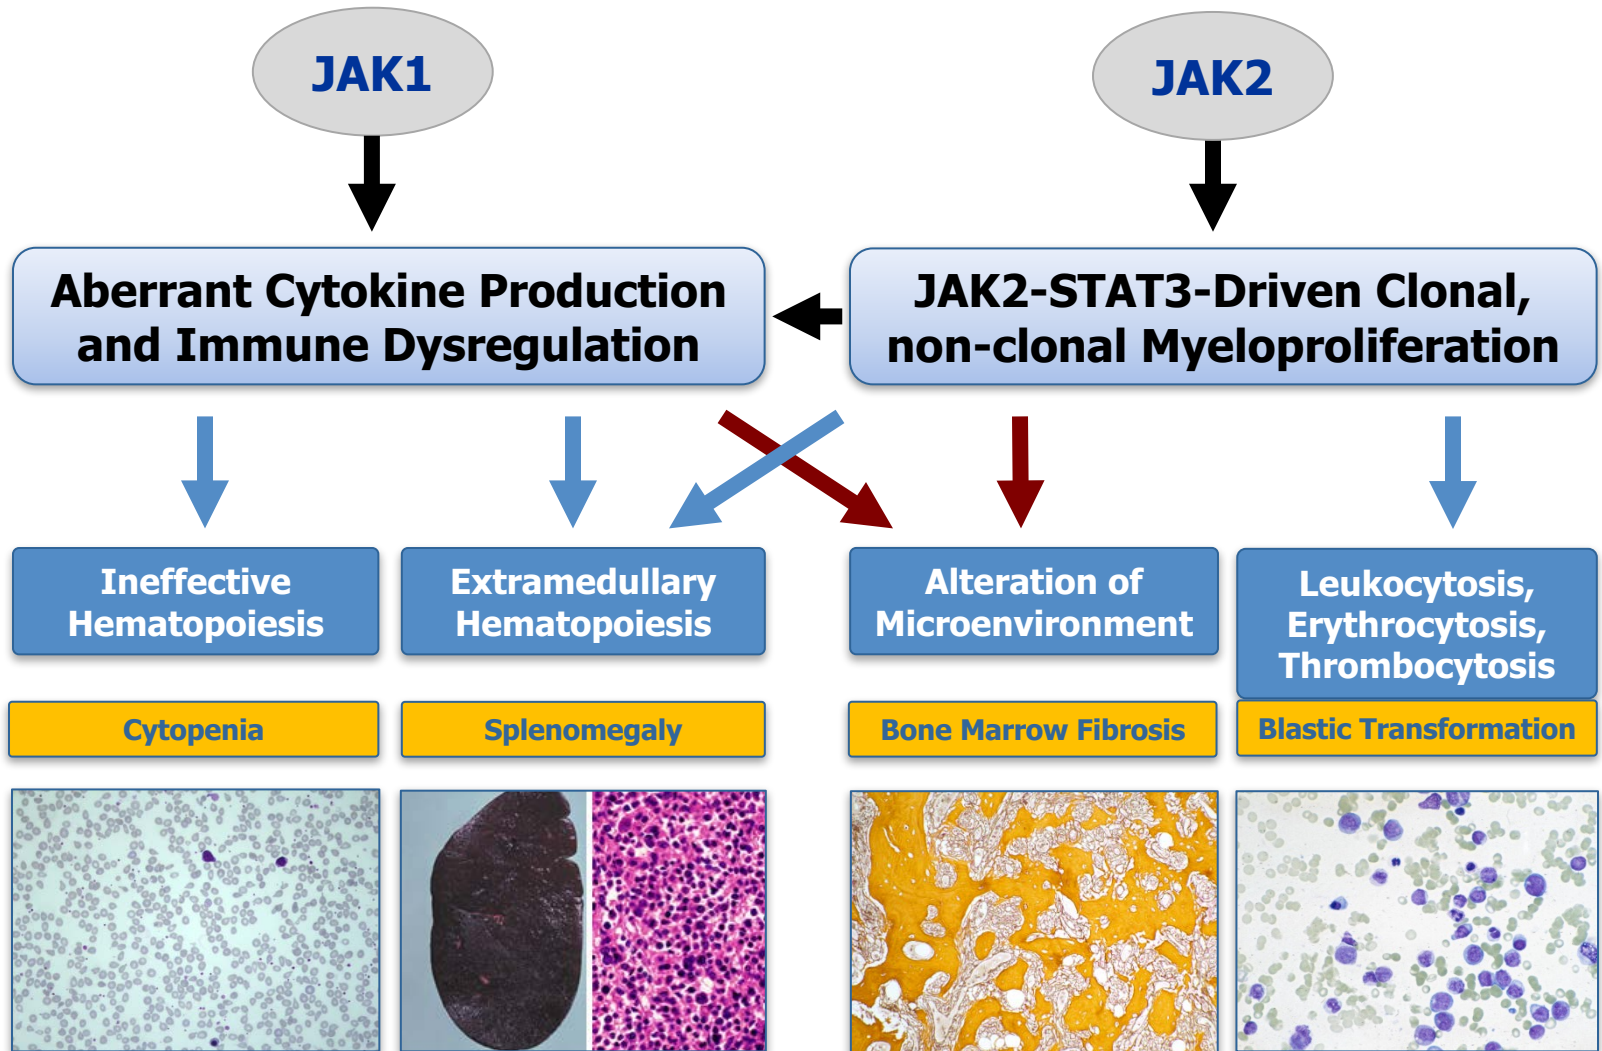 JAK1
JAK2
Aberrant Cytokine Production
and Immune Dysregulation
JAK2-STAT3-Driven Clonal,
non-clonal Myeloproliferation
Ineffective
Hematopoiesis
Extramedullary
Hematopoiesis
Alteration of
Microenvironment
Leukocytosis,
Erythrocytosis,
Thrombocytosis
Cytopenia
Splenomegaly
Bone Marrow Fibrosis
Blastic Transformation